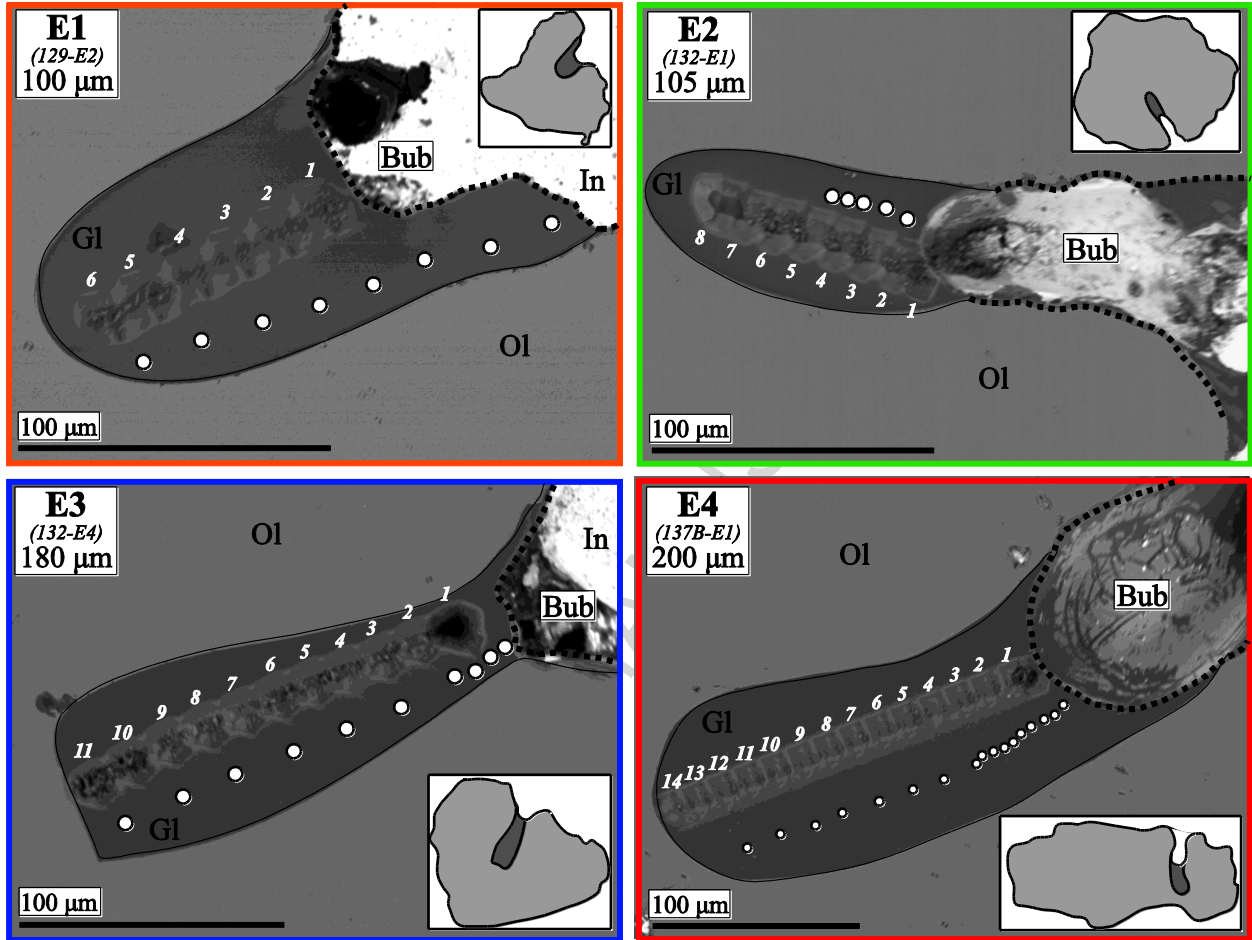 E1
(129-E2)
100 µm
Bub
In
1
2
3
4
5
6
Gl
Ol
100 µm
E2
(132-E1)
105 µm
Gl
Bub
8
7
6
5
4
3
2
1
Ol
100 µm
E3
(132-E4)
180 µm
Ol
In
Bub
1
2
3
4
5
6
7
8
9
10
11
Gl
100 µm
E4
(137B-E1)
200 µm
Ol
Bub
1
2
3
4
5
6
7
8
9
10
11
12
13
14
Gl
100 µm